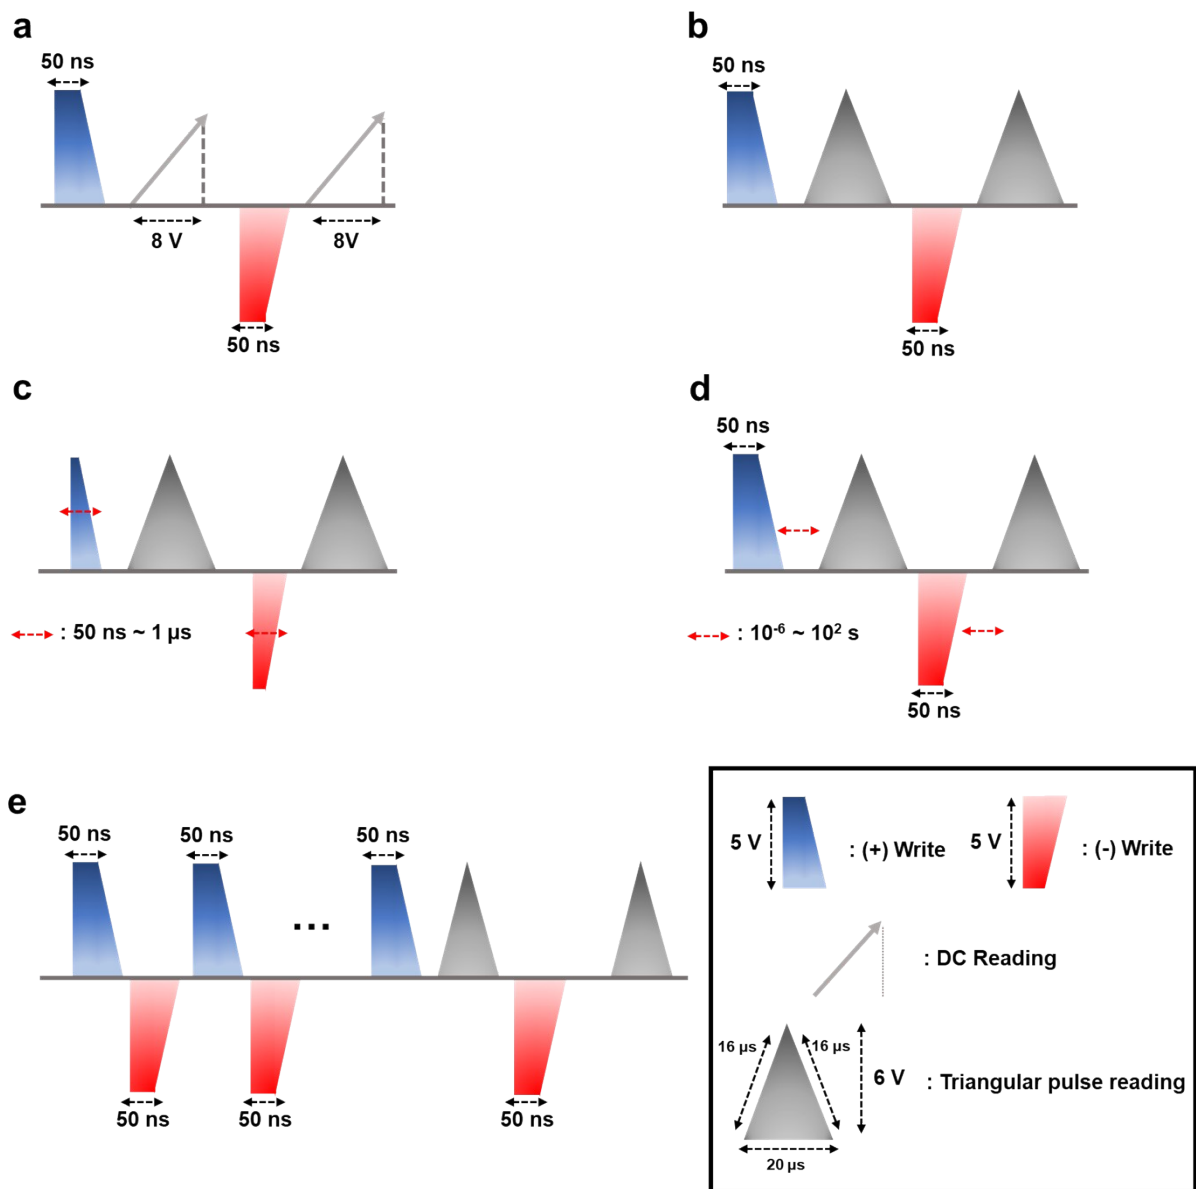 a
50 ns
8 V
8V
50 ns
b
50 ns
50 ns
c
: 50 ns ~ 1 µs
d
50 ns
: 10⁻⁶ ~ 10² s
50 ns
e
50 ns
50 ns
50 ns
...
50 ns
50 ns
50 ns
5 V
: (+) Write
5 V
: (-) Write
: DC Reading
16 µs
16 µs
6 V
: Triangular pulse reading
20 µs